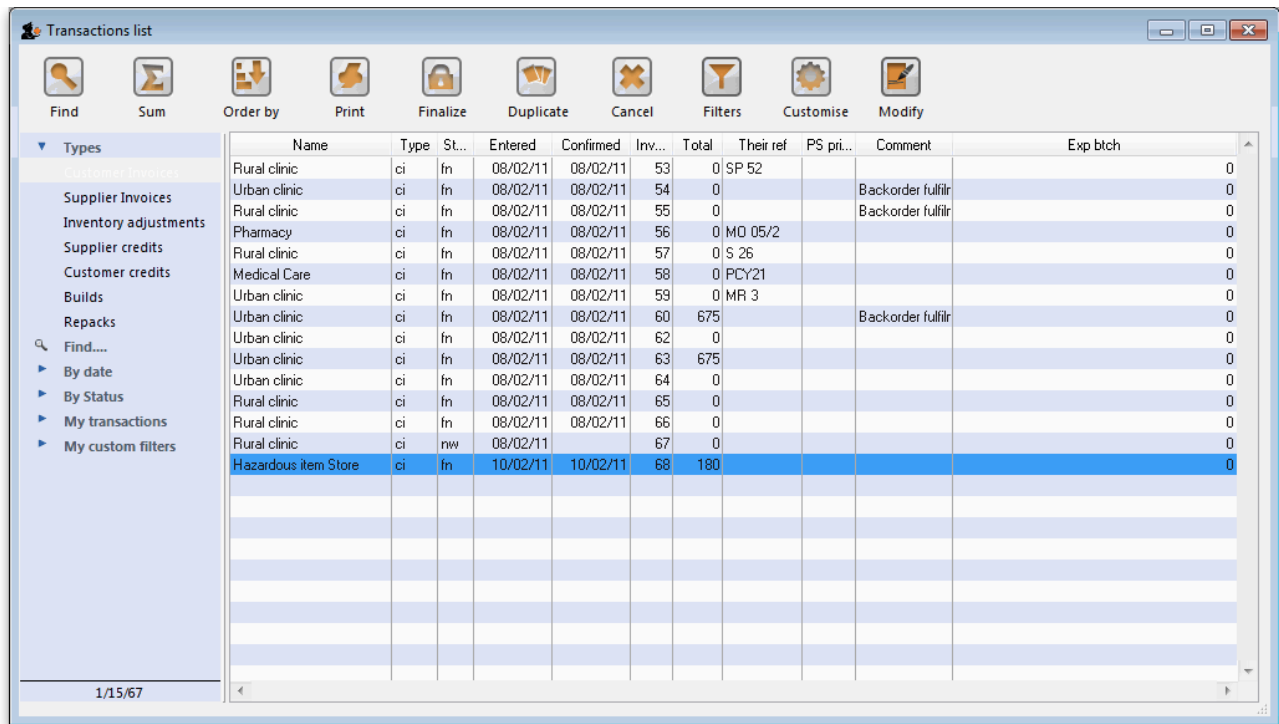 Transactions list
Find Sum Order by Print Finalize Duplicate Cancel Filters Customise Modify
Types
Customer Invoices
Supplier Invoices
Inventory adjustments
Supplier credits
Customer credits
Builds
Repacks
Find....
By date
By Status
My transactions
My custom filters
1/15/67
Name Type St... Entered Confirmed Inv... Total Their ref PS pri... Comment Exp btch
Rural clinic ci fn 08/02/11 08/02/11 53 0 SP 52 0
Urban clinic ci fn 08/02/11 08/02/11 54 0 Backorder fulfilr 0
Rural clinic ci fn 08/02/11 08/02/11 55 0 Backorder fulfilr 0
Pharmacy ci fn 08/02/11 08/02/11 56 0 MO 05/2 0
Rural clinic ci fn 08/02/11 08/02/11 57 0 S 26 0
Medical Care ci fn 08/02/11 08/02/11 58 0 PCY21 0
Urban clinic ci fn 08/02/11 08/02/11 59 0 MR 3 0
Urban clinic ci fn 08/02/11 08/02/11 60 675 Backorder fulfilr 0
Urban clinic ci fn 08/02/11 08/02/11 62 0 0
Urban clinic ci fn 08/02/11 08/02/11 63 675 0
Urban clinic ci fn 08/02/11 08/02/11 64 0 0
Rural clinic ci fn 08/02/11 08/02/11 65 0 0
Rural clinic ci fn 08/02/11 08/02/11 66 0 0
Rural clinic ci nw 08/02/11 67 0 0
Hazardous item Store ci fn 10/02/11 10/02/11 68 180 0